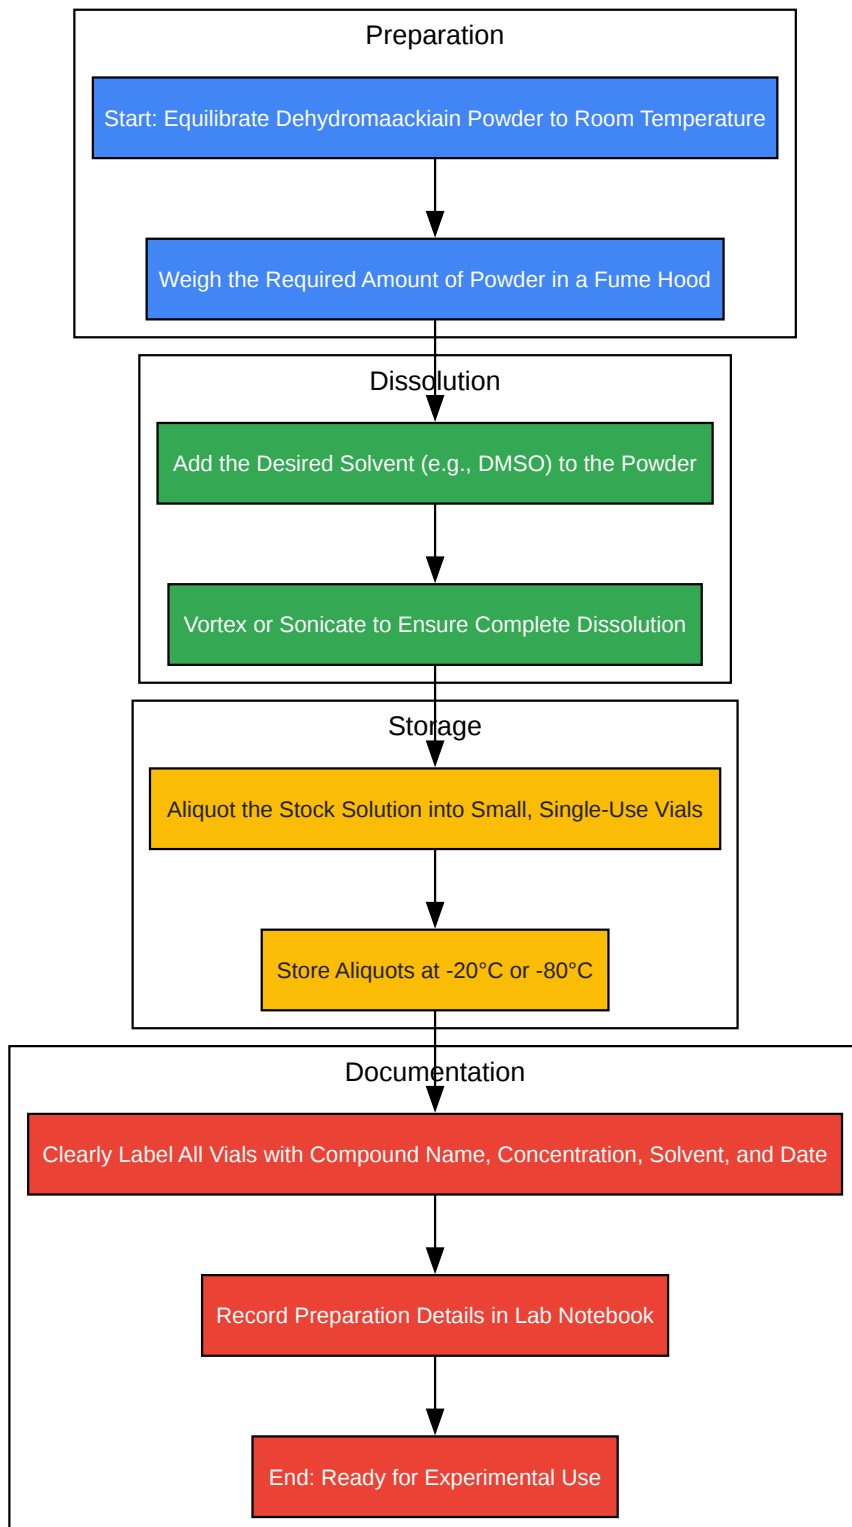 Preparation
Start: Equilibrate Dehydromaackiain Powder to Room Temperature
Weigh the Required Amount of Powder in a Fume Hood
Dissolution
Add the Desired Solvent (e.g., DMSO) to the Powder
Vortex or Sonicate to Ensure Complete Dissolution
Storage
Aliquot the Stock Solution into Small, Single-Use Vials
Store Aliquots at -20°C or -80°C
Documentation
Clearly Label All Vials with Compound Name, Concentration, Solvent, and Date
Record Preparation Details in Lab Notebook
End: Ready for Experimental Use